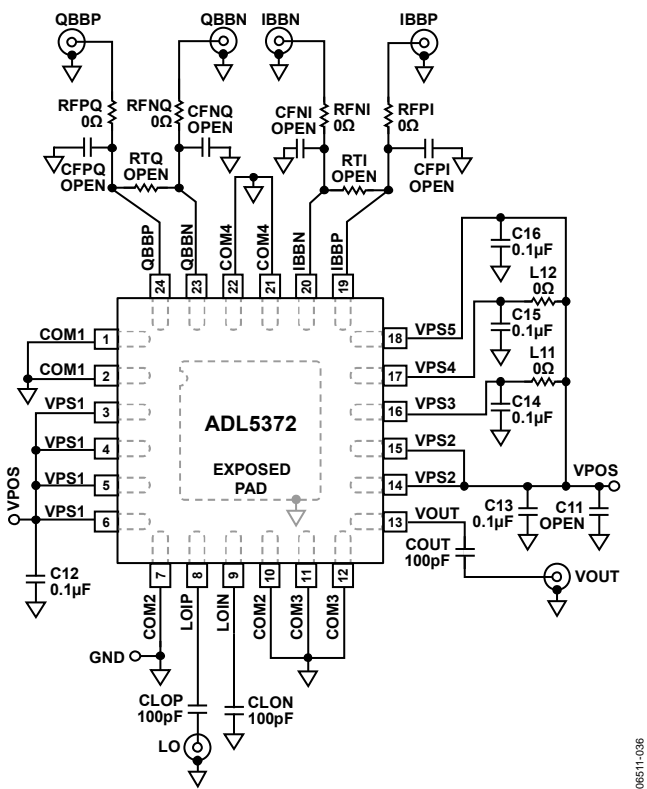 QBBP QBBN IBBN IBBP
RFPQ
0Ω
RFNQ
0Ω
CFNQ
OPEN
CFNI
OPEN
RFNI
0Ω
RFPI
0Ω
CFPQ
OPEN
RTQ
OPEN
RTI
OPEN
CFPI
OPEN
QBBP
QBBN
COM4
COM4
IBBN
IBBP
24
23
22
21
20
19
C16
0.1µF
L12
0Ω
C15
0.1µF
L11
0Ω
C14
0.1µF
COM1 1
COM1 2
VPS1 3
VPS1 4
VPS1 5
VPS1 6
18 VPS5
17 VPS4
16 VPS3
15 VPS2
14 VPS2
13 VOUT
ADL5372
EXPOSED
PAD
VPOS
VPOS
C13
0.1µF
C11
OPEN
COUT
100pF
VOUT
C12
0.1µF
7
8
9
10
11
12
COM2
LOIP
LOIN
COM2
COM3
COM3
GND
CLOP
100pF
CLON
100pF
LO
06511-036